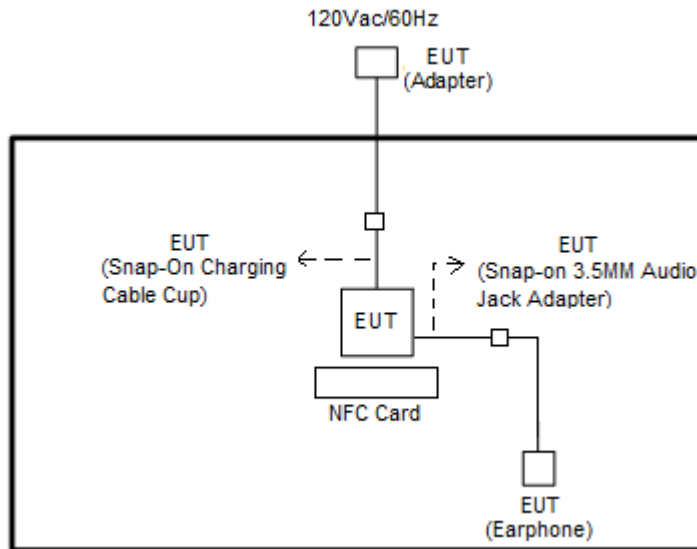 120Vac/60Hz
EUT
(Adapter)
EUT
(Snap-On Charging
Cable Cup)
EUT
(Snap-on 3.5MM Audio
Jack Adapter)
EUT
NFC Card
EUT
(Earphone)